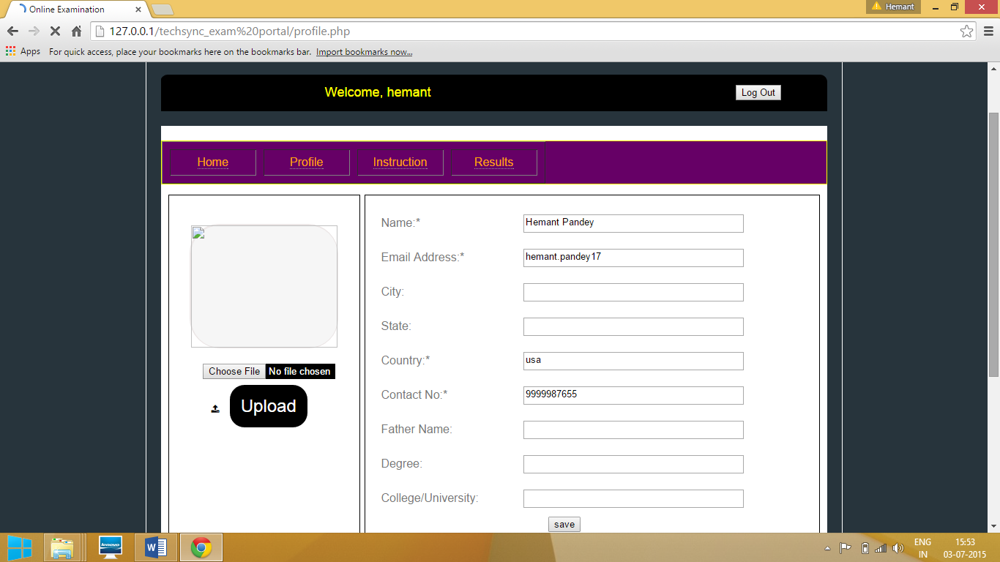 Online Examination
Hemant
127.0.0.1/techsync_exam%20portal/profile.php
Apps For quick access, place your bookmarks here on the bookmarks bar. Import bookmarks now...
Welcome, hemant
Log Out
Home Profile Instruction Results
Choose File No file chosen
Upload
Name:* Hemant Pandey
Email Address:* hemant.pandey17
City:
State:
Country:* usa
Contact No:* 9999987655
Father Name:
Degree:
College/University:
save
lenovo
ENG 15:53
IN 03-07-2015